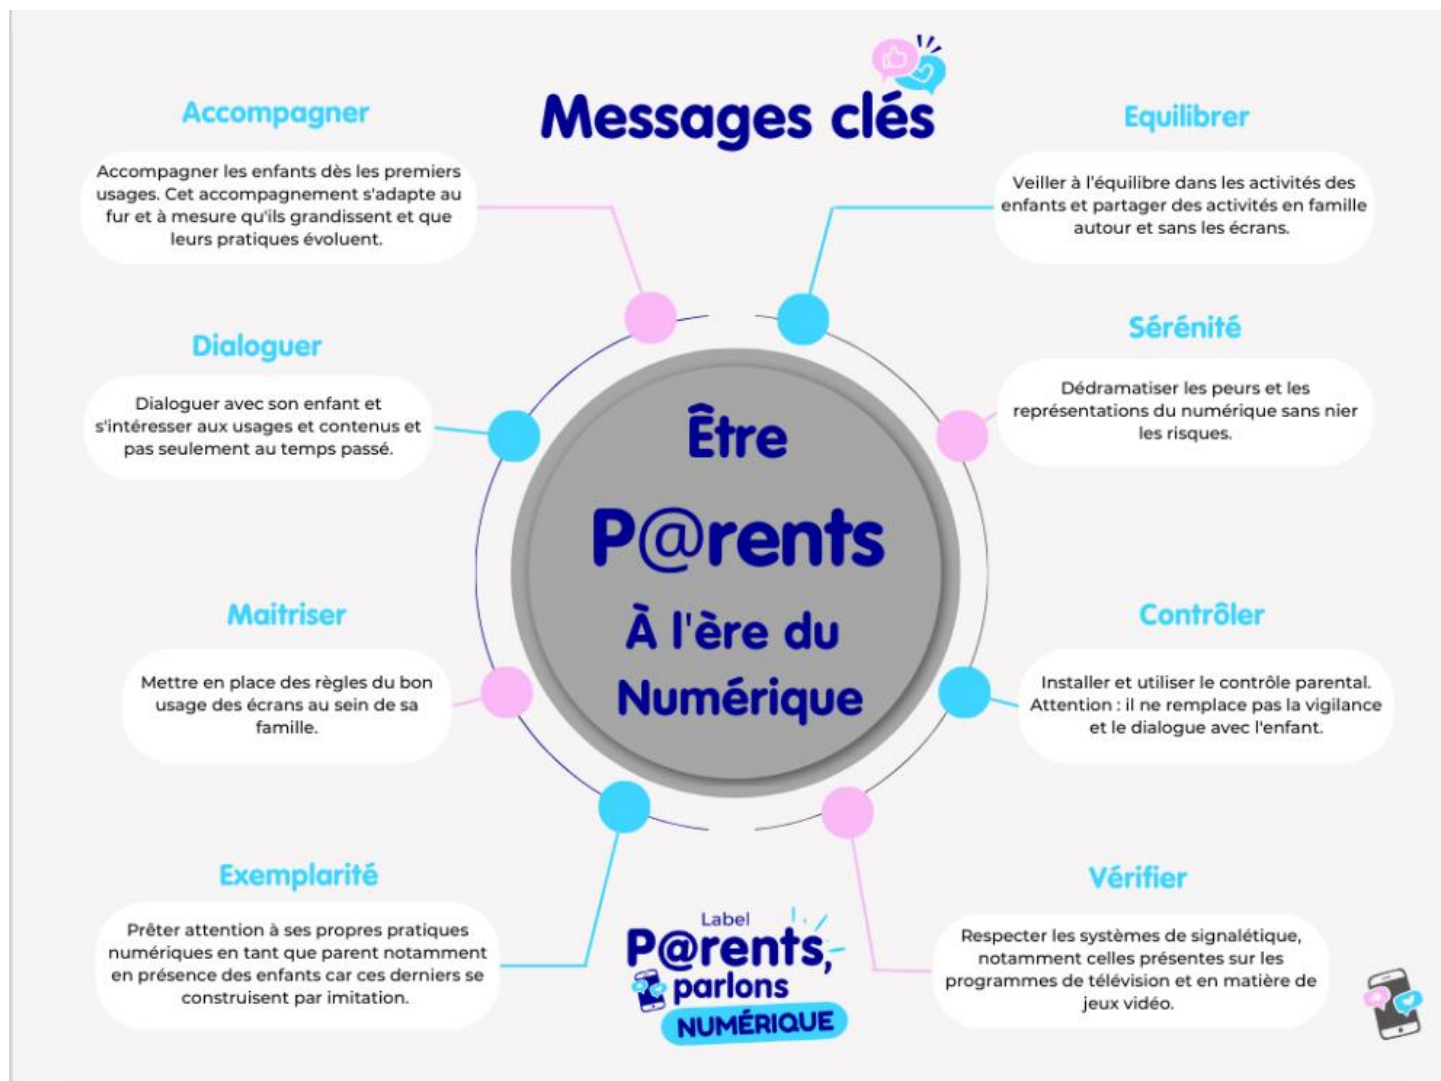 Messages clés
Accompagner
Accompagner les enfants dès les premiers
usages. Cet accompagnement s'adapte au
fur et à mesure qu'ils grandissent et que
leurs pratiques évoluent.
Dialoguer
Dialoguer avec son enfant et
s'intéresser aux usages et contenus et
pas seulement au temps passé.
Maitriser
Mettre en place des règles du bon
usage des écrans au sein de sa
famille.
Exemplarité
Prêter attention à ses propres pratiques
numériques en tant que parent notamment
en présence des enfants car ces derniers se
construisent par imitation.
Être
P@rents
À l'ère du
Numérique
Equilibrer
Veiller à l'équilibre dans les activités des
enfants et partager des activités en famille
autour et sans les écrans.
Sérénité
Dédramatiser les peurs et les
représentations du numérique sans nier
les risques.
Contrôler
Installer et utiliser le contrôle parental.
Attention : il ne remplace pas la vigilance
et le dialogue avec l'enfant.
Vérifier
Respecter les systèmes de signalétique,
notamment celles présentes sur les
programmes de télévision et en matière de
jeux vidéo.
Label
P@rents,
parlons
NUMÉRIQUE